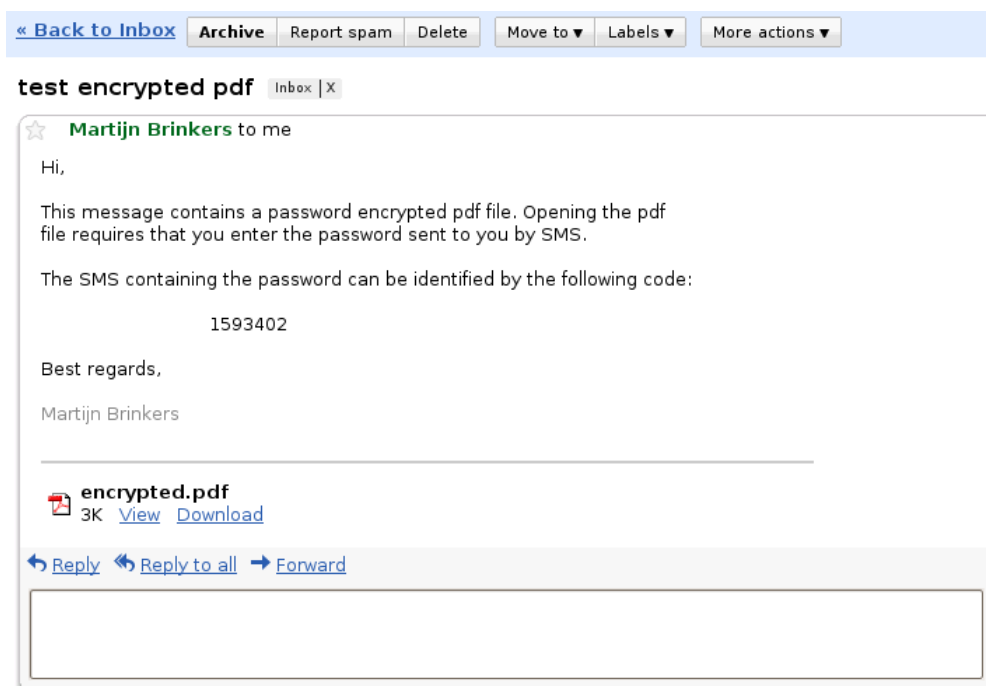 « Back to Inbox Archive Report spam Delete Move to ▼ Labels ▼ More actions ▼
test encrypted pdf Inbox | X
Martijn Brinkers to me
Hi,
This message contains a password encrypted pdf file. Opening the pdf
file requires that you enter the password sent to you by SMS.
The SMS containing the password can be identified by the following code:
1593402
Best regards,
Martijn Brinkers
encrypted.pdf
3K View Download
Reply Reply to all Forward